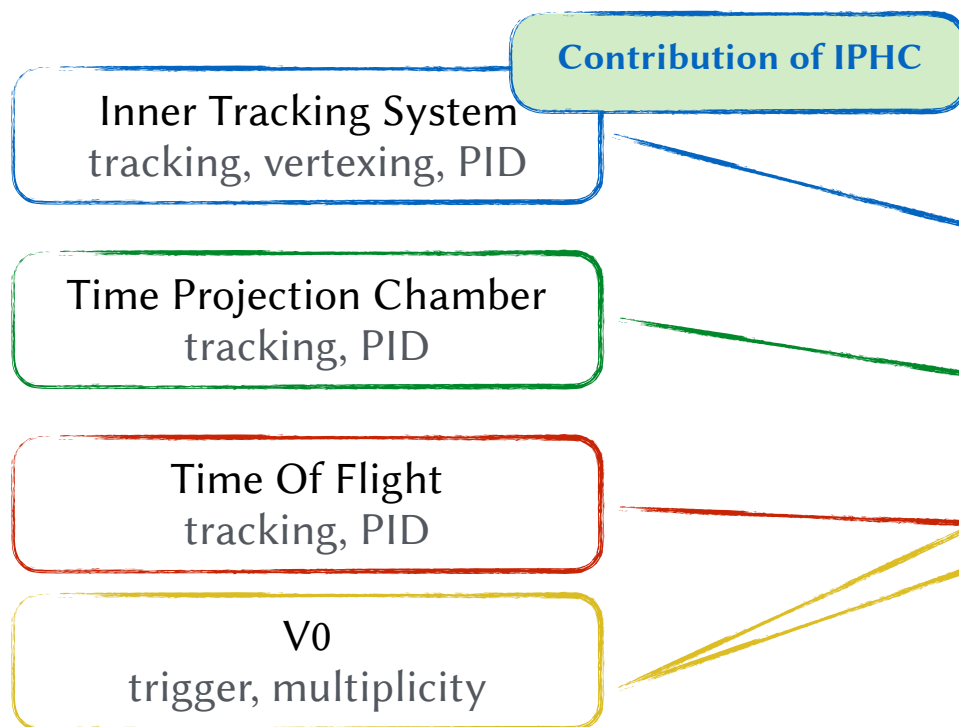 Contribution of IPHC
Inner Tracking System
tracking, vertexing, PID
Time Projection Chamber
tracking, PID
Time Of Flight
tracking, PID
V0
trigger, multiplicity